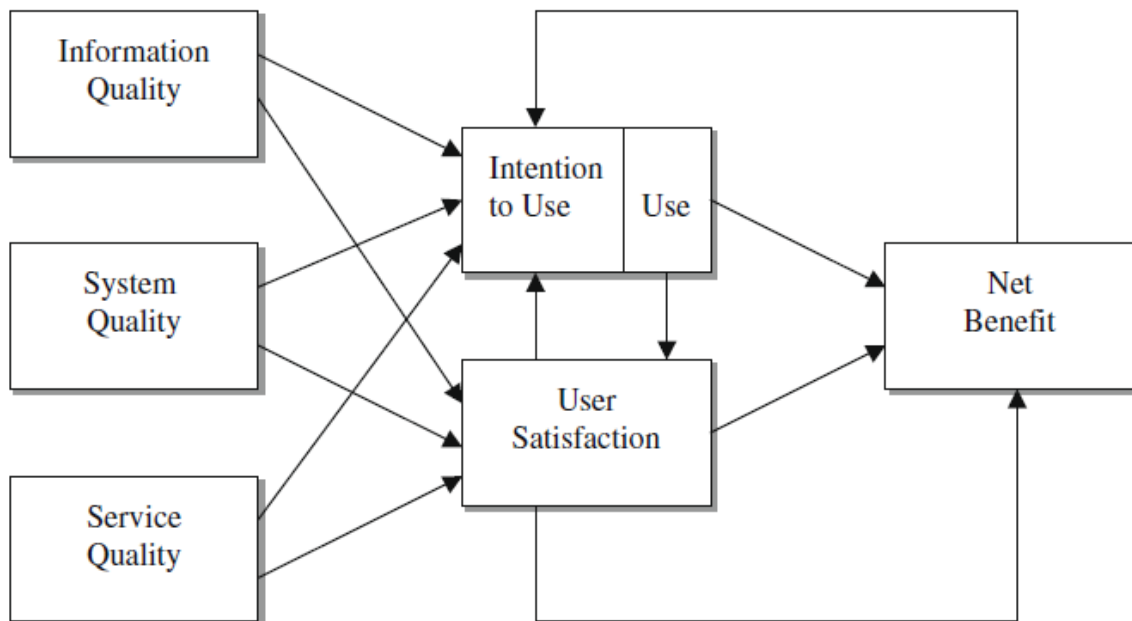 Information
Quality
Intention
to Use
Use
System
Quality
Net
Benefit
User
Satisfaction
Service
Quality